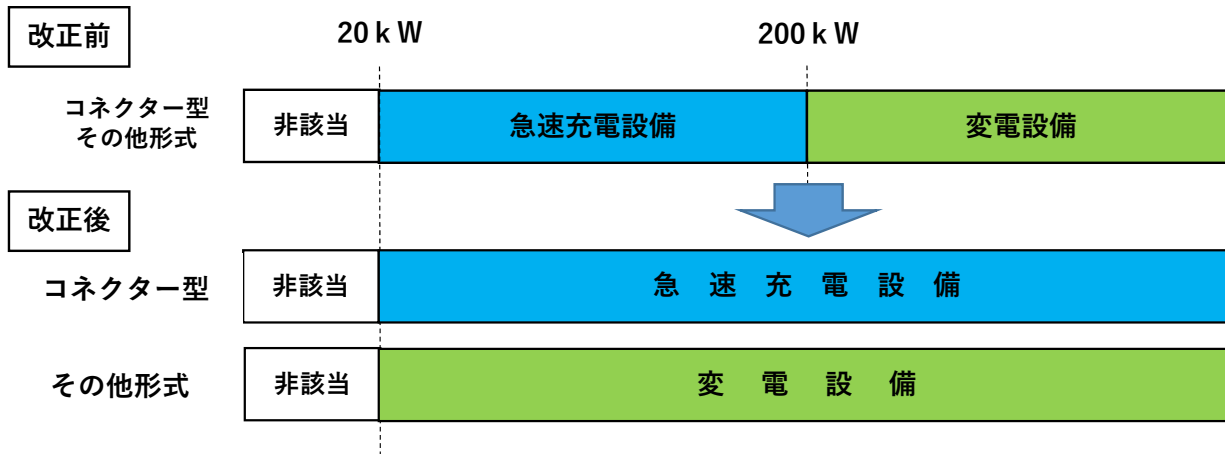 改正前
20ｋW
200ｋW
コネクター型
その他形式
非該当
急速充電設備
変電設備
改正後
コネクター型
非該当
急速充電設備
その他形式
非該当
変電設備